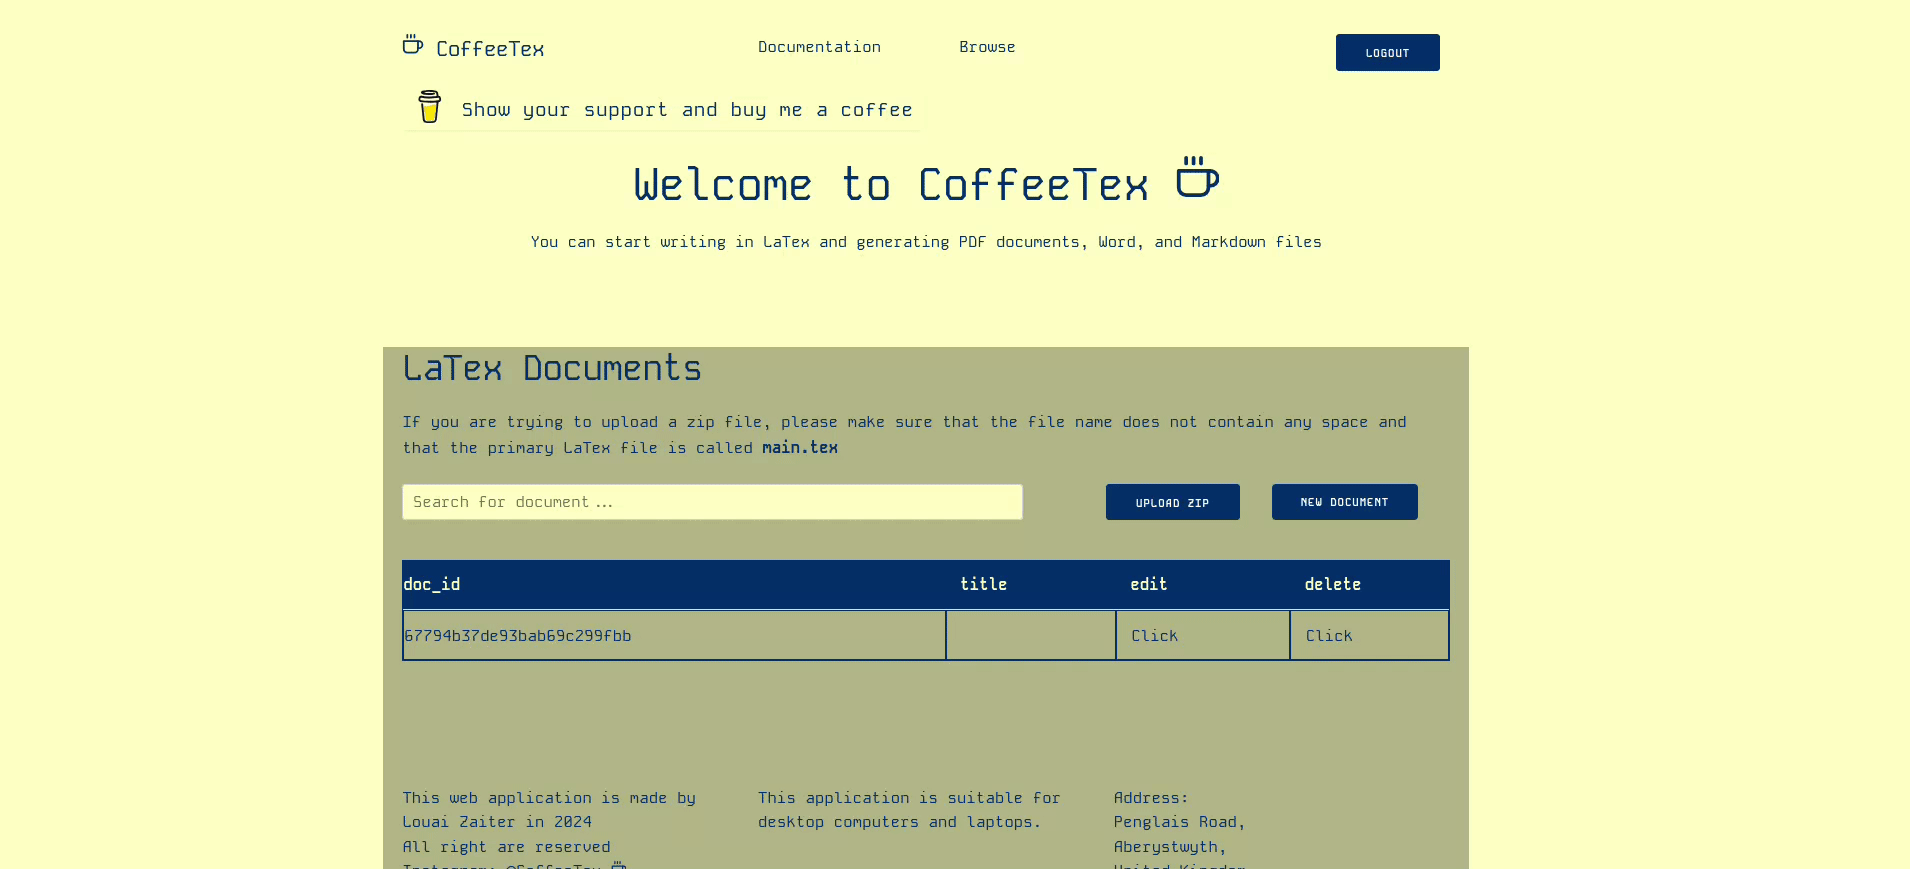 CoffeeTex Documentation Browse LOGOUT
Show your support and buy me a coffee
Welcome to CoffeeTex
You can start writing in LaTex and generating PDF documents, Word, and Markdown files
LaTex Documents
If you are trying to upload a zip file, please make sure that the file name does not contain any space and
that the primary LaTex file is called main.tex
Search for document... UPLOAD ZIP NEW DOCUMENT
doc_id title edit delete
67794b37de93bab69c299fbb Click Click
This web application is made by
Louai Zaiter in 2024
All right are reserved
Instagram: @CoffeeTex
This application is suitable for
desktop computers and laptops.
Address:
Penglais Road,
Aberystwyth,
United Kingdom